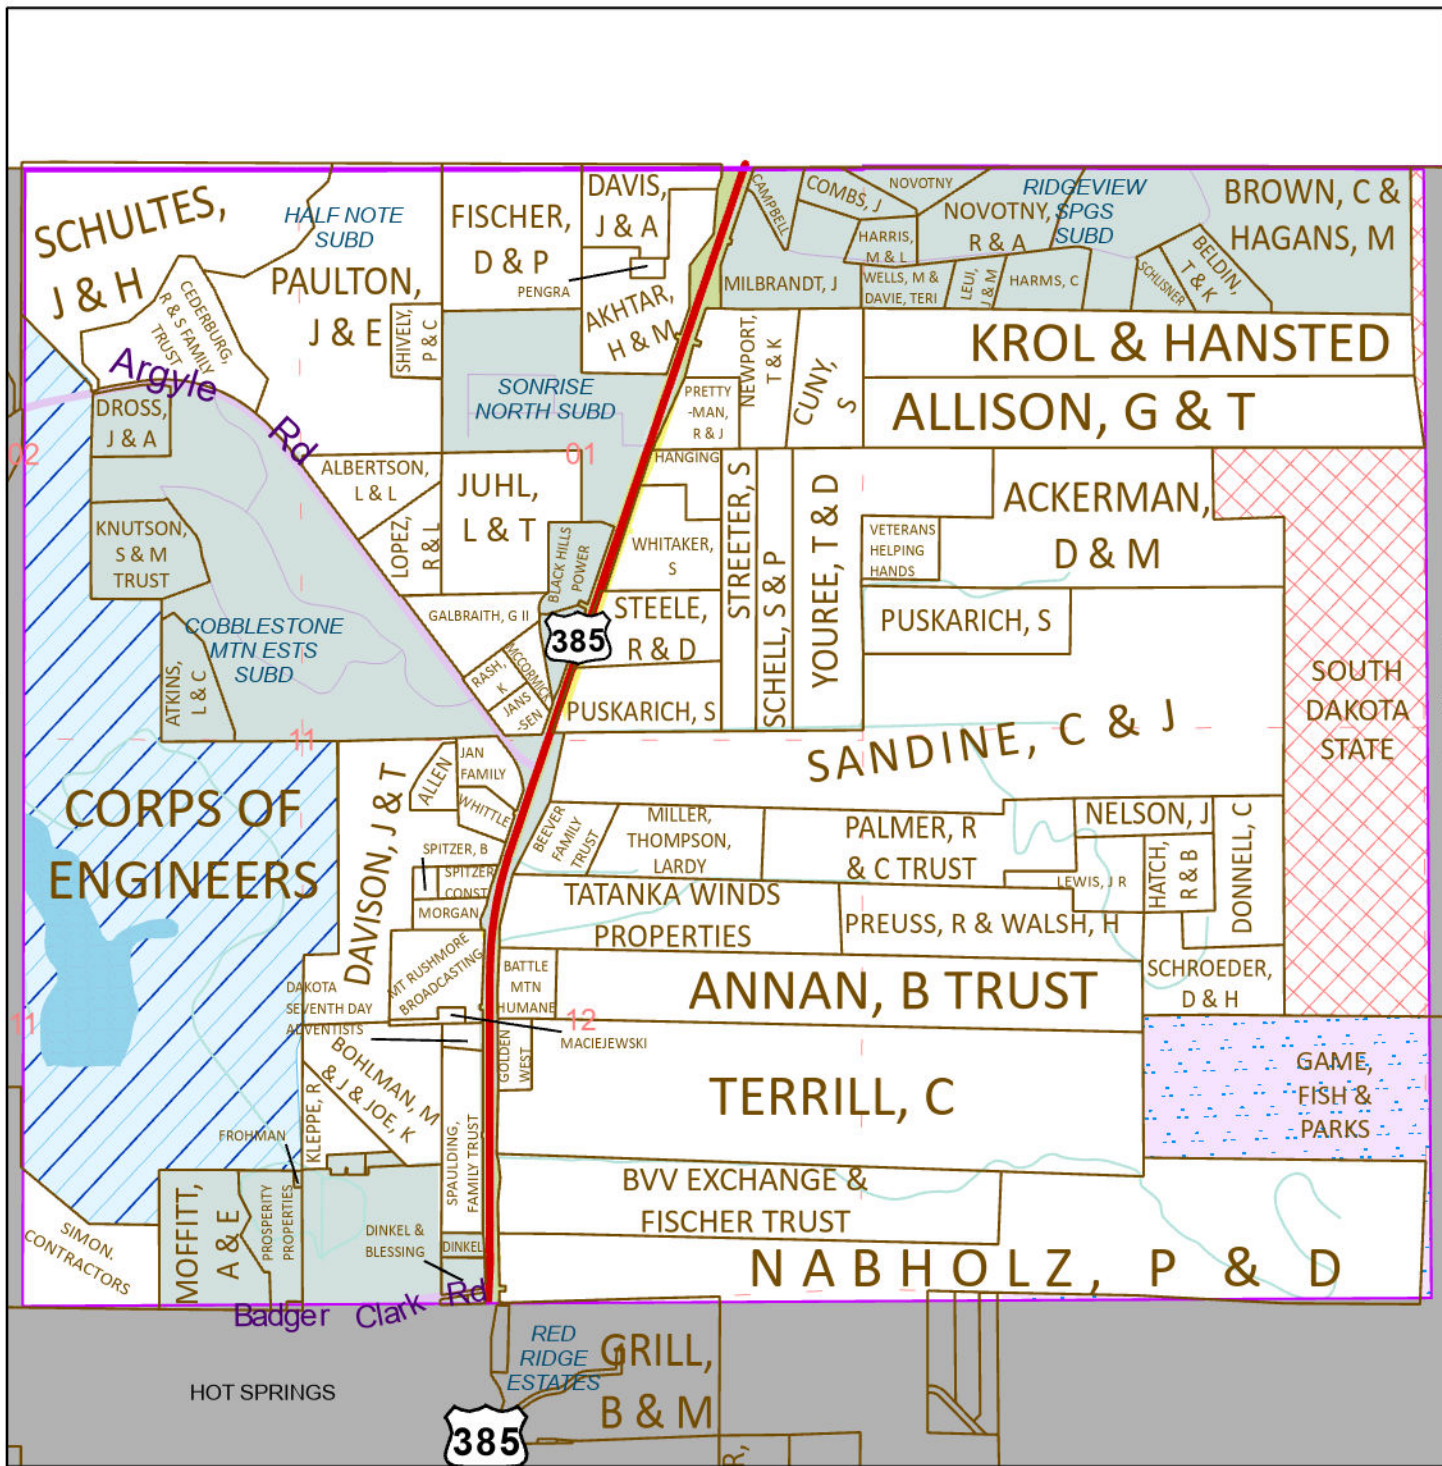 SCHULTES,
J & H
HALF NOTE
SUBD
FISCHER,
D & P
DAVIS,
J & A
PENGRA
AKHTAR,
H & M
CAMPBELL
COMBS, J
NOVOTNY
NOVOTNY,
R & A
RIDGEVIEW
SPGS
SUBD
BROWN, C &
HAGANS, M
HARRIS,
M & L
MILBRANDT, J
WELLS, M &
DAVIE, TERI
LEUI,
J & M
HARMS, C
SCHLISNER
BELDIN,
T & K
CEDERBURG,
R & S FAMILY
TRUST
PAULTON,
J & E
SHIVELY,
P & C
KROL & HANSTED
NEWPORT,
T & K
CUNY,
S
Argyle
Rd
DROSS,
J & A
SONRISE
NORTH SUBD
PRETTY
-MAN,
R & J
ALLISON, G & T
02
01
HANGING
ALBERTSON,
L & L
JUHL,
L & T
LOPEZ,
R & L
KNUTSON,
S & M
TRUST
BLACK HILLS
POWER
WHITAKER,
S
STREETER, S
SCHELL, S & P
YOUREE, T & D
VETERANS
HELPING
HANDS
ACKERMAN,
D & M
GALBRAITH, G II
STEELE,
R & D
385
PUSKARICH, S
COBBLESTONE
MTN ESTS
SUBD
ATKINS,
L & C
RASH,
K
MCCORMICK
JANS
-SEN
PUSKARICH, S
SOUTH
DAKOTA
STATE
11
SANDINE, C & J
CORPS OF
ENGINEERS
DAVISON, J & T
ALLEN
JAN
FAMILY
WHITTLE
BEEVER
FAMILY
TRUST
MILLER,
THOMPSON,
LARDY
PALMER, R
& C TRUST
NELSON, J
DONNELL, C
SPITZER, B
SPITZER
CONST
MORGAN
LEWIS, J R
HATCH,
R & B
TATANKA WINDS
PROPERTIES
PREUSS, R & WALSH, H
MT RUSHMORE
BROADCASTING
BATTLE
MTN
HUMANE
ANNAN, B TRUST
SCHROEDER,
D & H
DAKOTA
SEVENTH DAY
ADVENTISTS
11
12
MACIEJEWSKI
GOLDEN
WEST
BOHLMAN, M
& J & JOE, K
KLEPPE, R
TERRILL, C
GAME,
FISH &
PARKS
FROHMAN
SPAULDING,
FAMILY TRUST
BVV EXCHANGE &
FISCHER TRUST
SIMON.
CONTRACTORS
MOFFITT,
A & E
PROSPERITY
PROPERTIES
DINKEL &
BLESSING
DINKEL
NABHOLZ, P & D
Badger Clark Rd
RED
RIDGE
ESTATES
GRILL,
B & M
HOT SPRINGS
385
R,